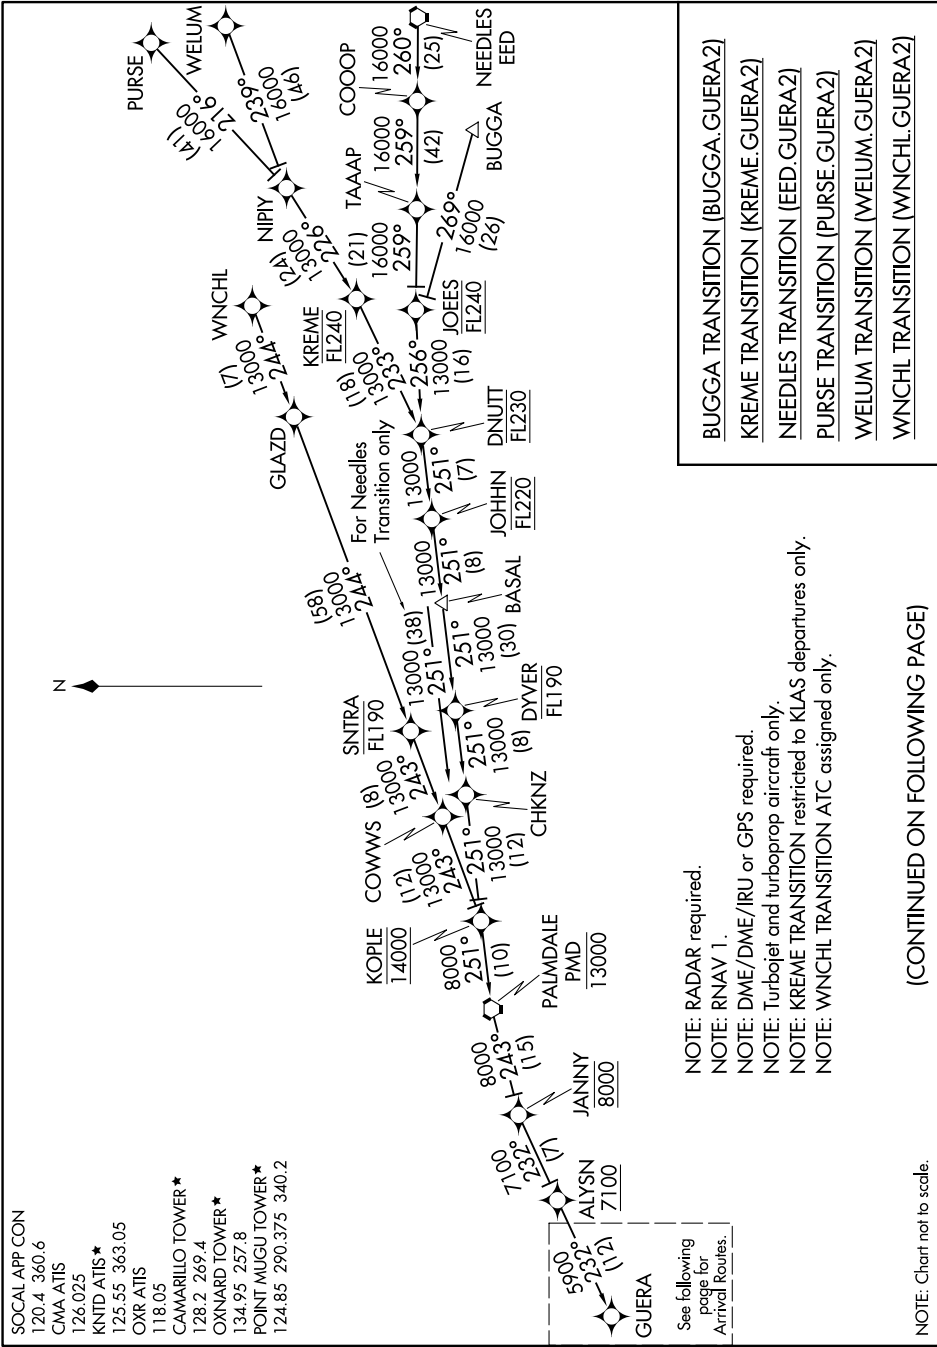 SOCAL APP CON
120.4 360.6
CMA ATIS
126.025
KNTD ATIS★
125.55 363.05
OXR ATIS
118.05
CAMARILLO TOWER★
128.2 269.4
OXNARD TOWER★
134.95 257.8
POINT MUGU TOWER★
124.85 290.375 340.2
N
PURSE
WELUM
(41)
16000
216°
239°
1600
(46)
NIPIY
(24)
13000
226°
WNCHL
(7)
13000
244°
GLAZD
(58)
13000
244°
SNTRA
FL190
(8)
13000
243°
COWWS
(12)
13000
243°
KREME
FL240
(18)
13000
233°
NEEDLES
EED
16000
260°
(25)
COOOP
16000
259°
(42)
TAAAP
(21)
16000
259°
BUGGA
269°
16000
(26)
JOEES
FL240
256°
13000
(16)
DNUTT
FL230
13000
251°
(7)
JOHHN
FL220
For Needles
Transition only
13000 (38)
251°
13000
251°
(8)
BASAL
251°
13000
(30)
DYVER
FL190
251°
13000
(8)
CHKNZ
251°
13000
(12)
KOPLE
14000
8000
251°
(10)
PALMDALE
PMD
13000
8000
243°
(15)
JANNY
8000
7100
232°
(7)
ALYSN
7100
5900
232°
(12)
GUERA
See following
page for
Arrival Routes.
BUGGA TRANSITION (BUGGA.GUERA2)
KREME TRANSITION (KREME.GUERA2)
NEEDLES TRANSITION (EED.GUERA2)
PURSE TRANSITION (PURSE.GUERA2)
WELUM TRANSITION (WELUM.GUERA2)
WNCHL TRANSITION (WNCHL.GUERA2)
NOTE: RADAR required.
NOTE: RNAV 1.
NOTE: DME/DME/IRU or GPS required.
NOTE: Turbojet and turboprop aircraft only.
NOTE: KREME TRANSITION restricted to KLAS departures only.
NOTE: WNCHL TRANSITION ATC assigned only.
(CONTINUED ON FOLLOWING PAGE)
NOTE: Chart not to scale.